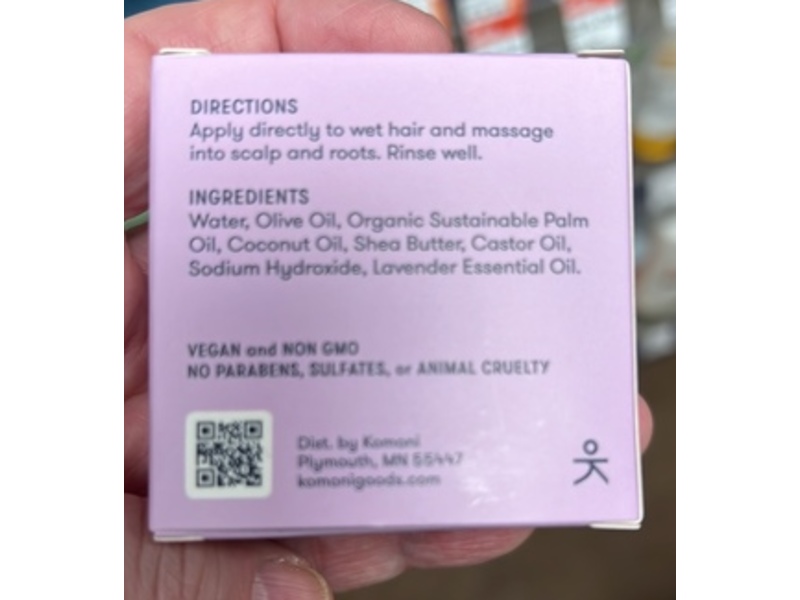 DIRECTIONS
Apply directly to wet hair and massage
into scalp and roots. Rinse well.
INGREDIENTS
Water, Olive Oil, Organic Sustainable Palm
Oil, Coconut Oil, Shea Butter, Castor Oil,
Sodium Hydroxide, Lavender Essential Oil.
VEGAN and NON GMO
NO PARABENS, SULFATES, or ANIMAL CRUELTY
Dist. by Komoni
Plymouth, MN 55447
komonigoods.com